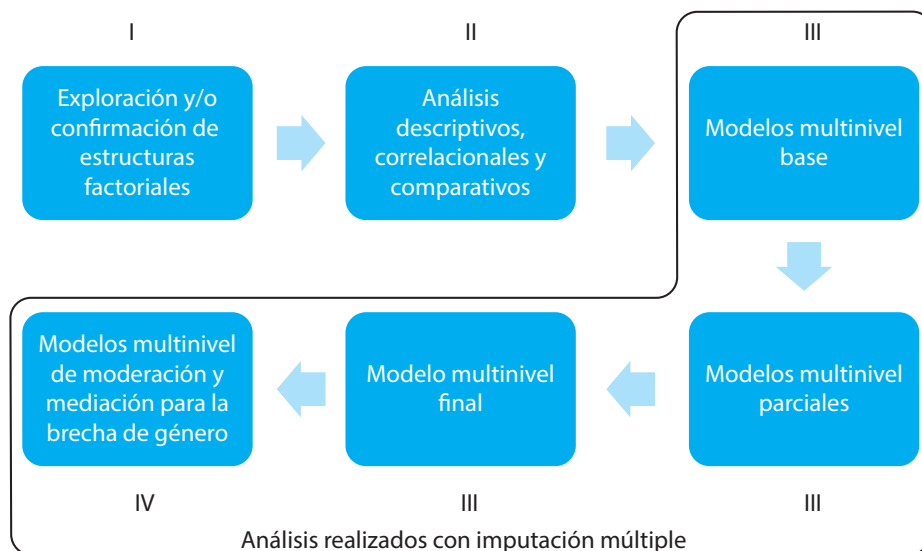 I
II
III
Exploración y/o
confirmación de
estructuras
factoriales
Análisis
descriptivos,
correlacionales y
comparativos
Modelos multinivel
base
Modelos multinivel
de moderación y
mediación para la
brecha de género
Modelo multinivel
final
Modelos multinivel
parciales
IV
III
III
Análisis realizados con imputación múltiple